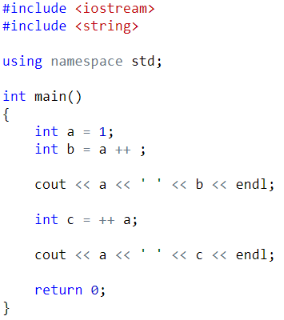 #include <iostream>
#include <string>
using namespace std;
int main()
{
int a = 1;
int b = a ++ ;
cout << a << ' ' << b << endl;
int c = ++ a;
cout << a << ' ' << c << endl;
return 0;
}